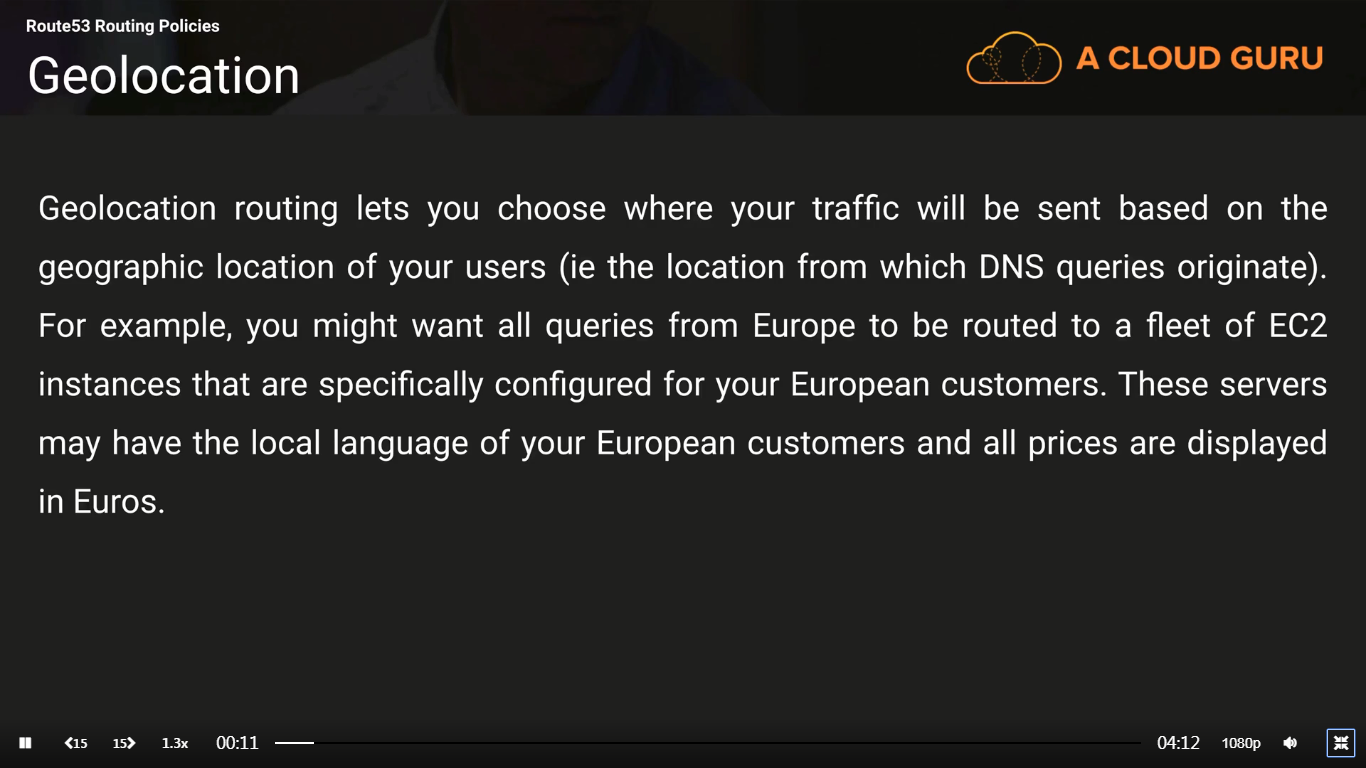 Route53 Routing Policies
Geolocation
A CLOUD GURU
Geolocation routing lets you choose where your traffic will be sent based on the
geographic location of your users (ie the location from which DNS queries originate).
For example, you might want all queries from Europe to be routed to a fleet of EC2
instances that are specifically configured for your European customers. These servers
may have the local language of your European customers and all prices are displayed
in Euros.
15 15 1.3x 00:11 04:12 1080p